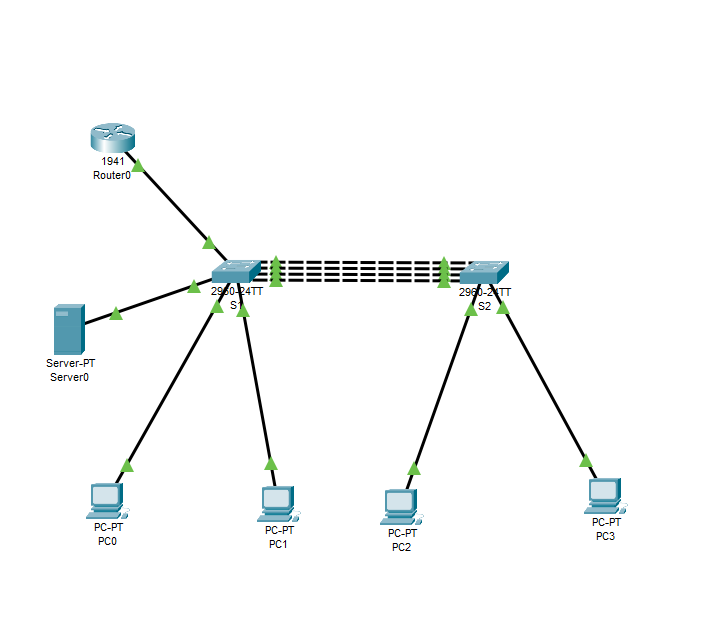 1941
Router0
2960-24TT
S1
2960-24TT
S2
Server-PT
Server0
PC-PT
PC0
PC-PT
PC1
PC-PT
PC2
PC-PT
PC3